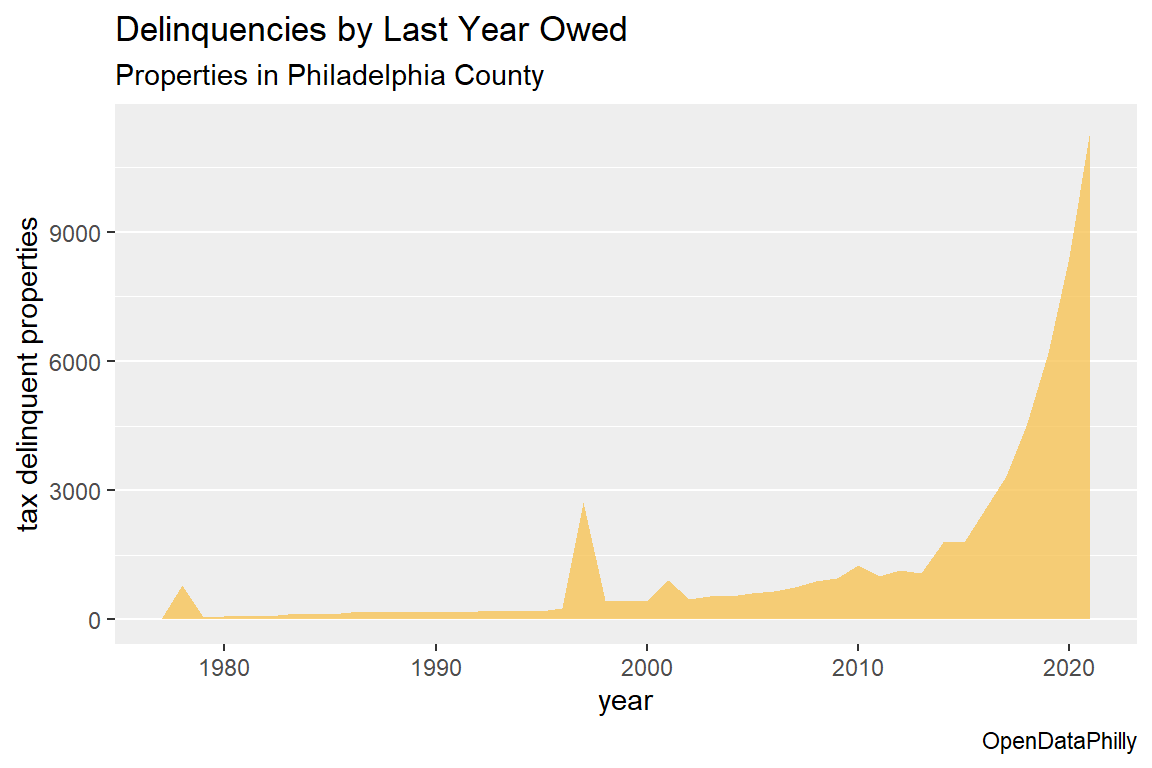 Delinquencies by Last Year Owed
Properties in Philadelphia County
tax delinquent properties
9000
6000
3000
0
1980 1990 2000 2010 2020
year
OpenDataPhilly